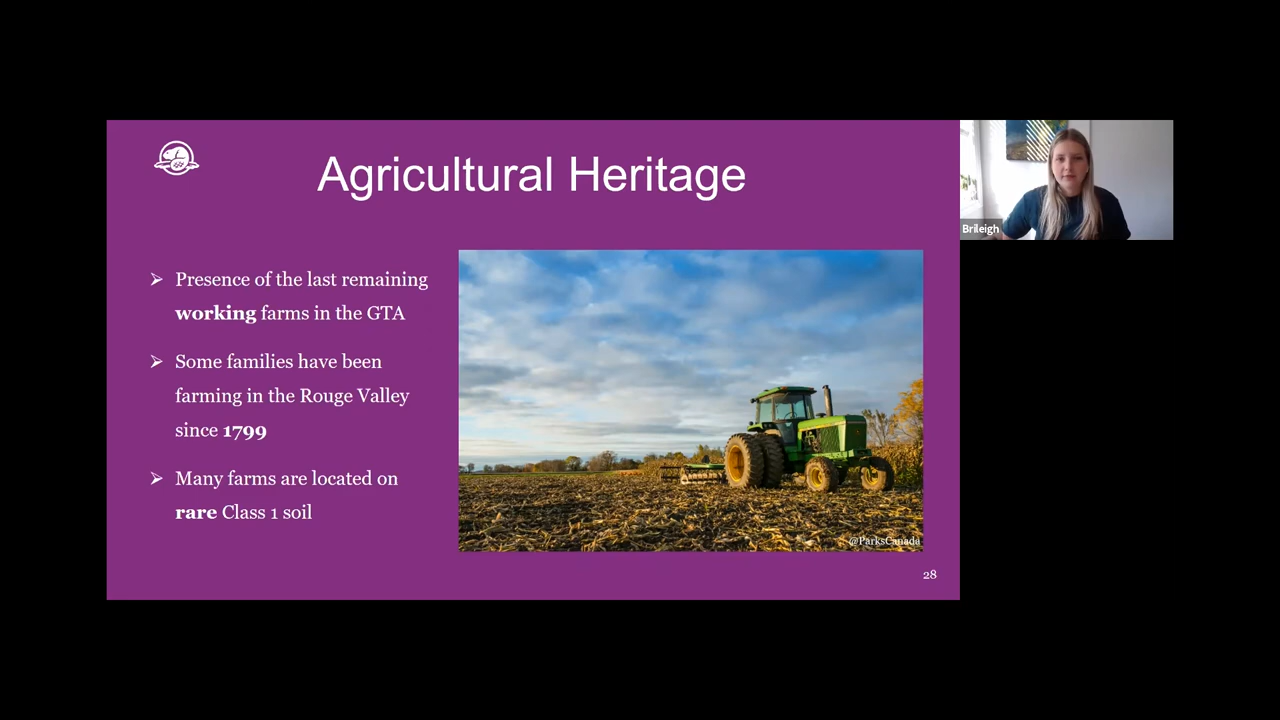 Agricultural Heritage
Brileigh
➢ Presence of the last remaining
working farms in the GTA
➢ Some families have been
farming in the Rouge Valley
since 1799
➢ Many farms are located on
rare Class 1 soil
@ParksCanada
28